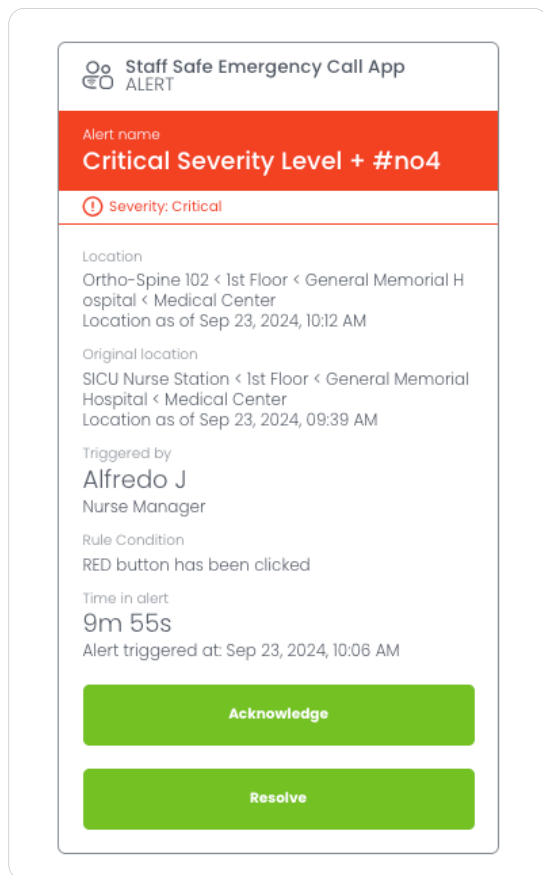 Staff Safe Emergency Call App
ALERT
Alert name
Critical Severity Level + #no4
Severity: Critical
Location
Ortho-Spine 102 < 1st Floor < General Memorial H
ospital < Medical Center
Location as of Sep 23, 2024, 10:12 AM
Original location
SICU Nurse Station < 1st Floor < General Memorial
Hospital < Medical Center
Location as of Sep 23, 2024, 09:39 AM
Triggered by
Alfredo J
Nurse Manager
Rule Condition
RED button has been clicked
Time in alert
9m 55s
Alert triggered at: Sep 23, 2024, 10:06 AM
Acknowledge
Resolve